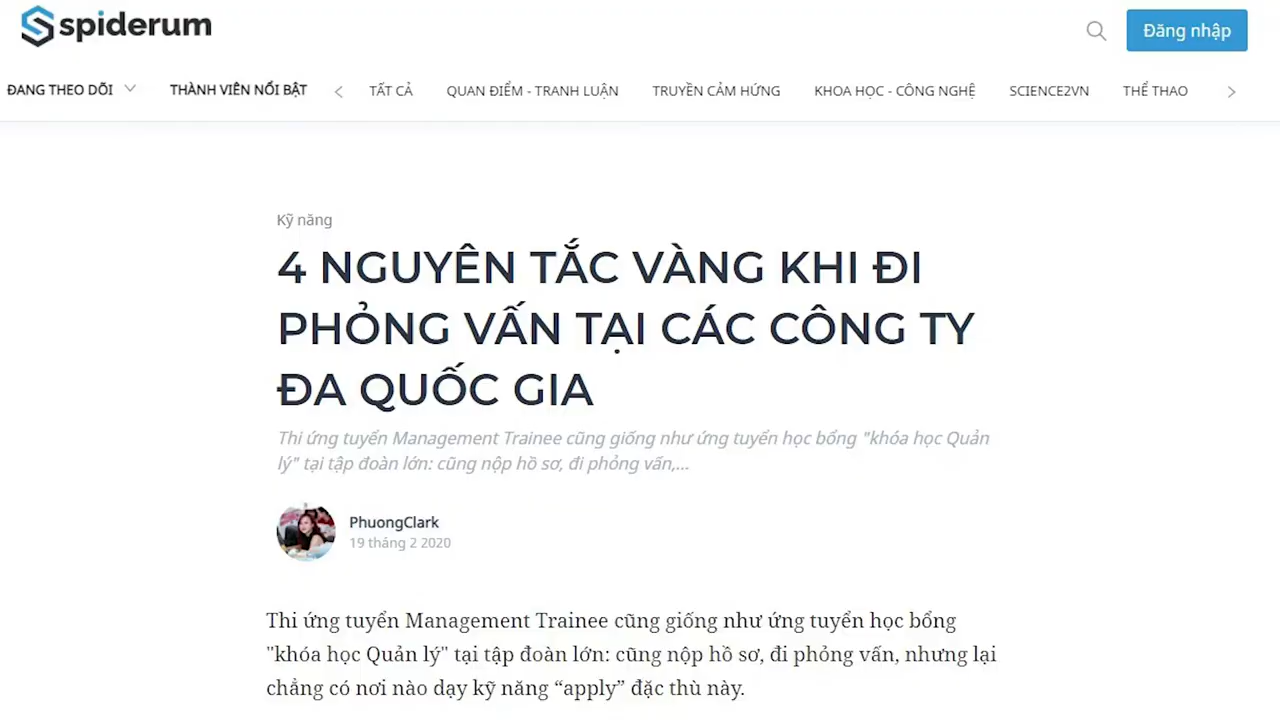 spiderum
Đăng nhập
ĐANG THEO DÕI
THÀNH VIÊN NỔI BẬT
TẤT CẢ
QUAN ĐIỂM - TRANH LUẬN
TRUYỀN CẢM HỨNG
KHOA HỌC - CÔNG NGHỆ
SCIENCE2VN
THỂ THAO
Kỹ năng
4 NGUYÊN TẮC VÀNG KHI ĐI
PHỎNG VẤN TẠI CÁC CÔNG TY
ĐA QUỐC GIA
Thi ứng tuyển Management Trainee cũng giống như ứng tuyển học bổng "khóa học Quản
lý" tại tập đoàn lớn: cũng nộp hồ sơ, đi phỏng vấn,...
PhuongClark
19 tháng 2 2020
Thi ứng tuyển Management Trainee cũng giống như ứng tuyển học bổng
"khóa học Quản lý" tại tập đoàn lớn: cũng nộp hồ sơ, đi phỏng vấn, nhưng lại
chẳng có nơi nào dạy kỹ năng “apply” đặc thù này.